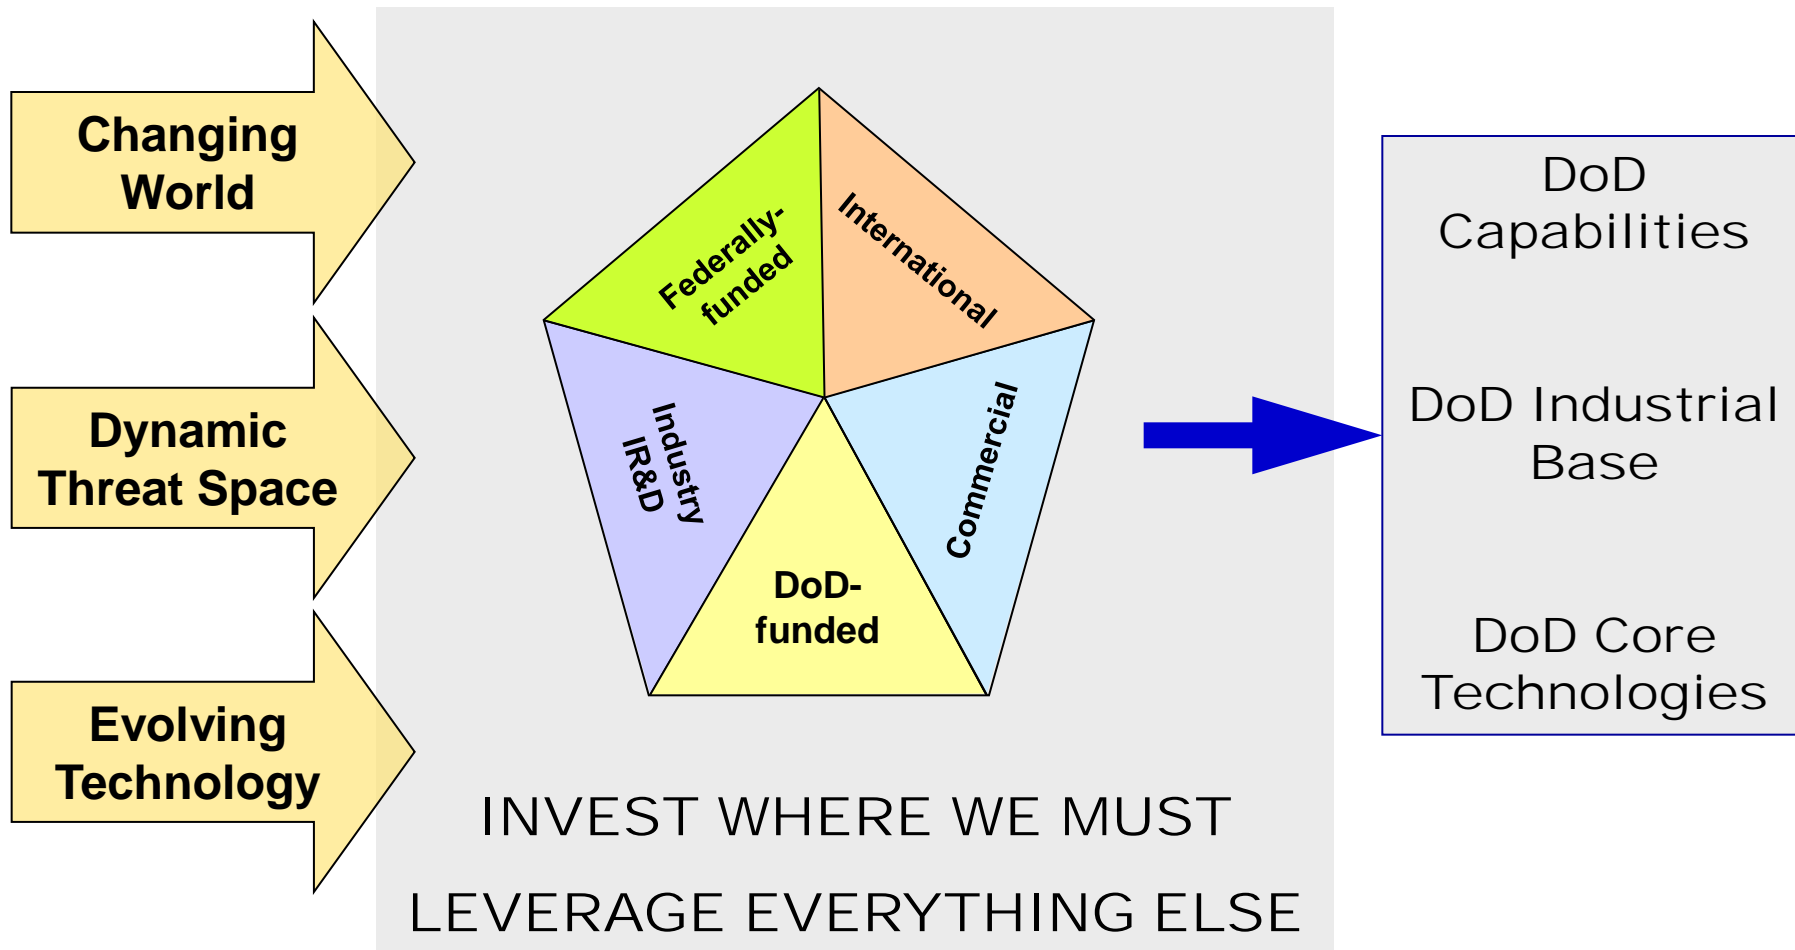 Changing
World
Dynamic
Threat Space
Evolving
Technology
Federally-
funded
International
Industry
IR&D
Commercial
DoD-
funded
INVEST WHERE WE MUST
LEVERAGE EVERYTHING ELSE
DoD
Capabilities
DoD Industrial
Base
DoD Core
Technologies